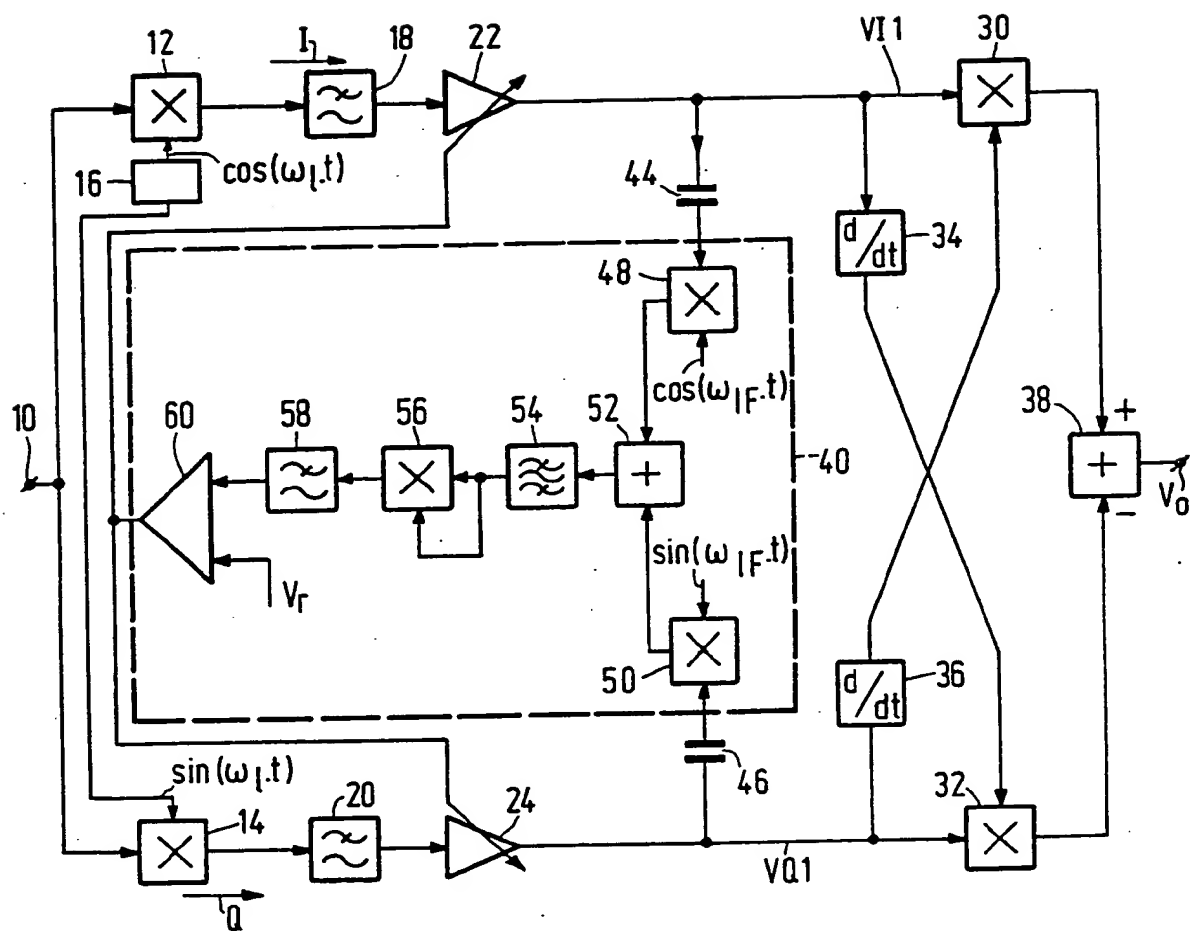 I
18
22
VI1
30
12
cos(ωl.t)
16
44
d/dt
34
48
cos(ωIF.t)
10
60
58
56
54
52
+
40
38
+
+
Vo
−
Vr
sin(ωIF.t)
50
d/dt
36
46
sin(ωl.t)
20
24
32
14
VQ1
Q